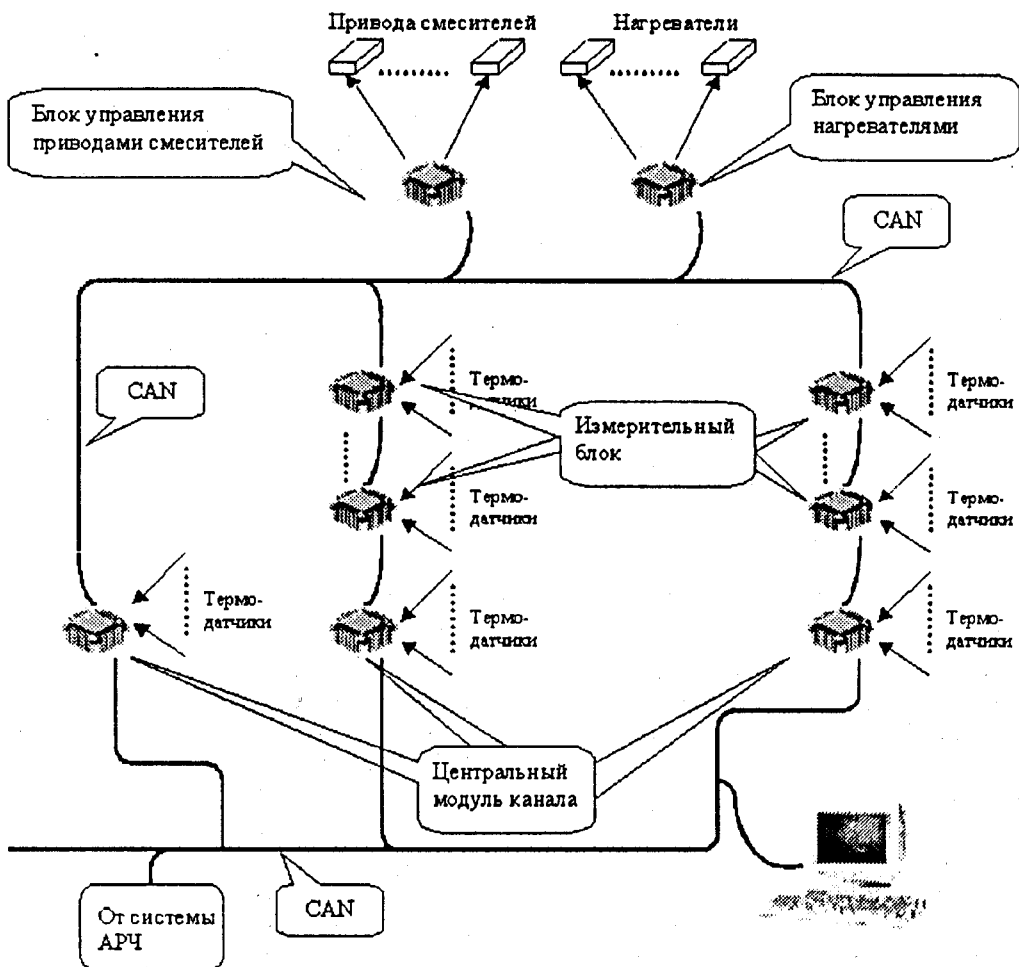 Привода смесителей
Нагреватели
Блок управления
приводами смесителей
Блок управления
нагревателями
CAN
CAN
Термо-
датчики
Термо-
датчики
Измерительный
блок
Термо-
датчики
Термо-
датчики
Термо-
датчики
Термо-
датчики
Термо-
датчики
Центральный
модуль канала
От системы
АРЧ
CAN